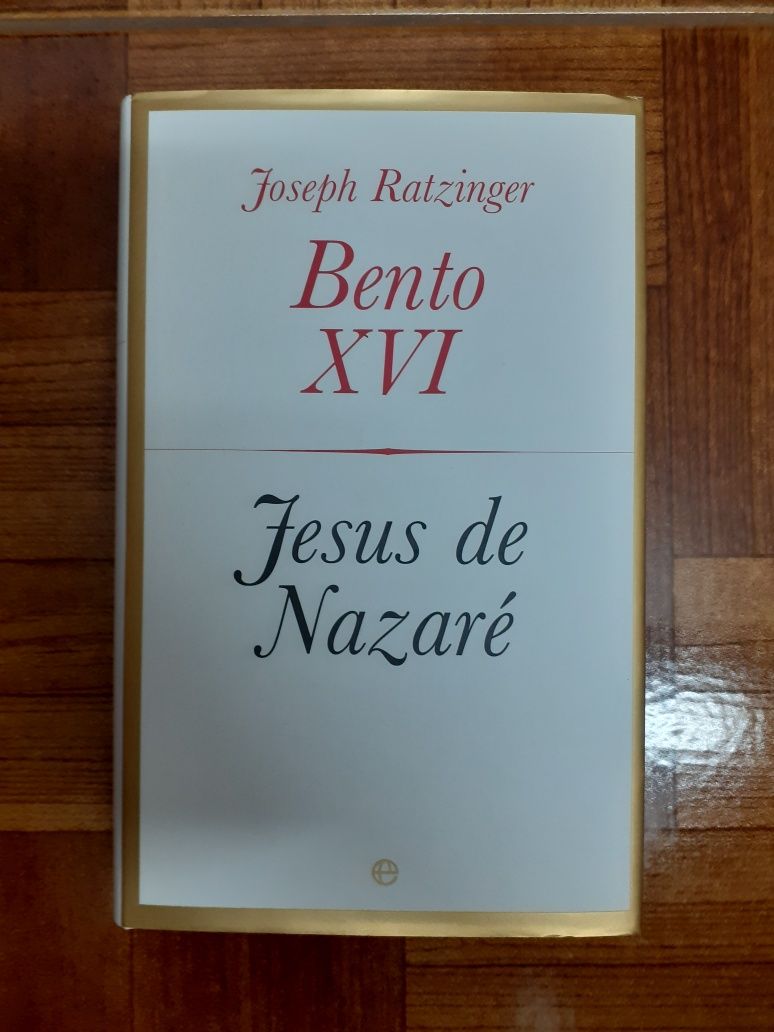 Joseph Ratzinger
Bento
XVI
Jesus de
Nazaré